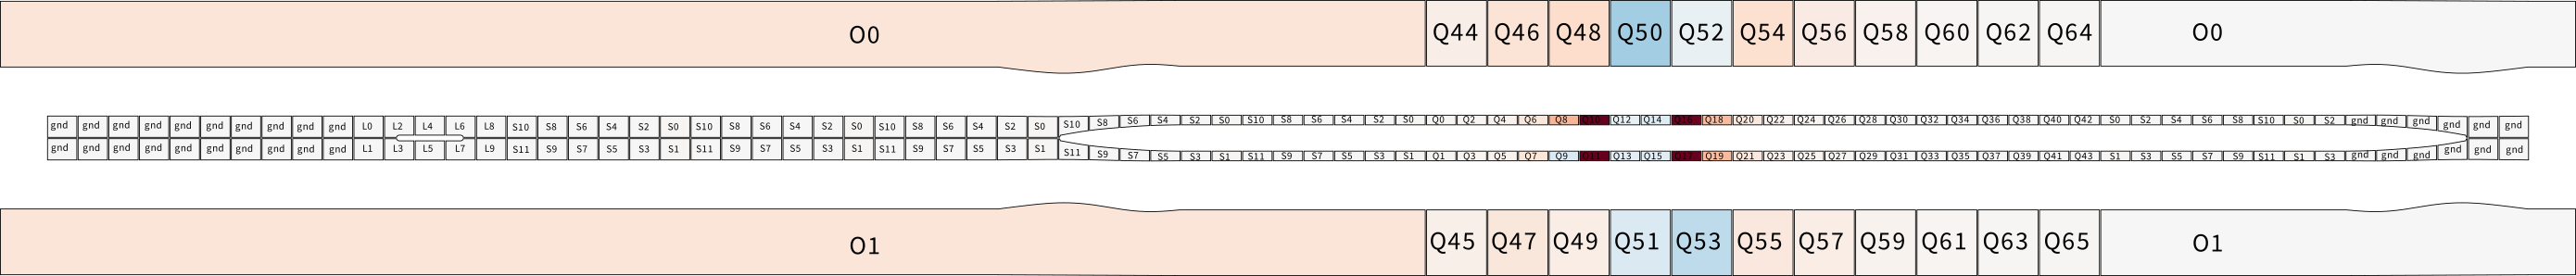 O0 Q44 Q46 Q48 Q50 Q52 Q54 Q56 Q58 Q60 Q62 Q64 O0
gnd gnd gnd gnd gnd gnd gnd gnd gnd gnd L0 L2 L4 L6 L8 S10 S8 S6 S4 S2 S0 S10 S8 S6 S4 S2 S0 S10 S8 S6 S4 S2 S0 S10 S8 S6 S4 S2 S0 S10 S8 S6 S4 S2 S0 Q0 Q2 Q4 Q6 Q8 Q10 Q12 Q14 Q16 Q18 Q20 Q22 Q24 Q26 Q28 Q30 Q32 Q34 Q36 Q38 Q40 Q42 S0 S2 S4 S6 S8 S10 S0 S2 gnd gnd gnd gnd gnd gnd
gnd gnd gnd gnd gnd gnd gnd gnd gnd gnd L1 L3 L5 L7 L9 S11 S9 S7 S5 S3 S1 S11 S9 S7 S5 S3 S1 S11 S9 S7 S5 S3 S1 S11 S9 S7 S5 S3 S1 S11 S9 S7 S5 S3 S1 Q1 Q3 Q5 Q7 Q9 Q11 Q13 Q15 Q17 Q19 Q21 Q23 Q25 Q27 Q29 Q31 Q33 Q35 Q37 Q39 Q41 Q43 S1 S3 S5 S7 S9 S11 S1 S3 gnd gnd gnd gnd gnd gnd
O1 Q45 Q47 Q49 Q51 Q53 Q55 Q57 Q59 Q61 Q63 Q65 O1